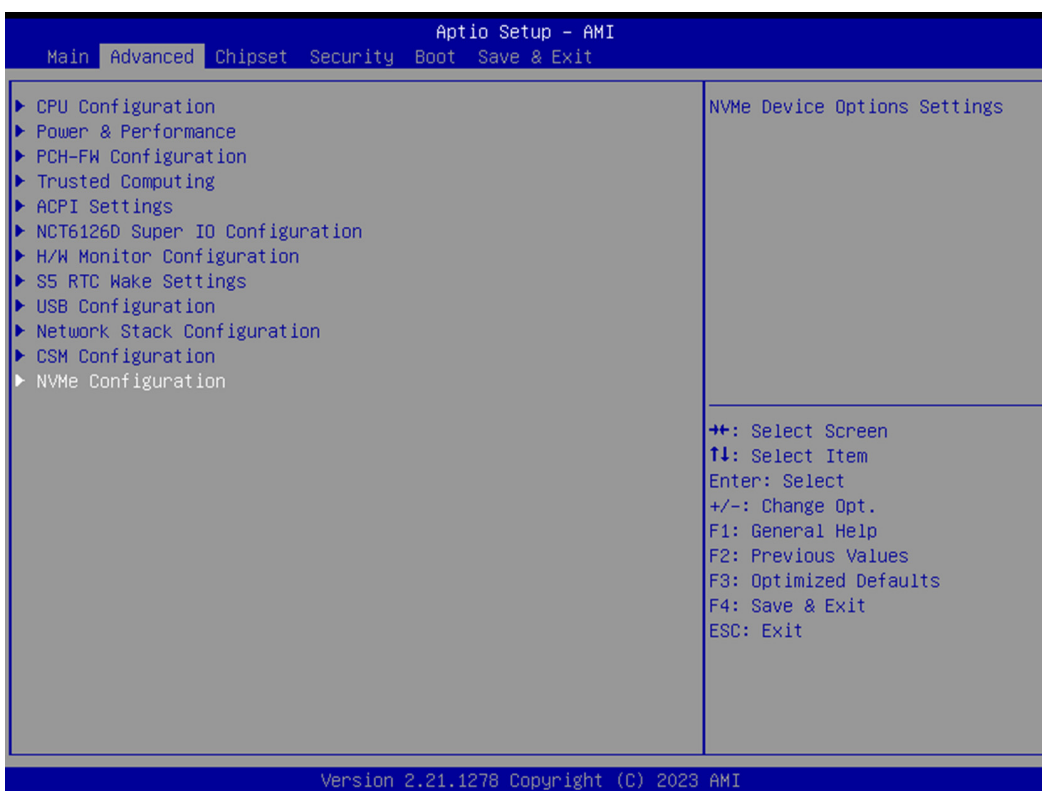 Aptio Setup – AMI
Main Advanced Chipset Security Boot Save & Exit
▶ CPU Configuration
▶ Power & Performance
▶ PCH-FW Configuration
▶ Trusted Computing
▶ ACPI Settings
▶ NCT6126D Super IO Configuration
▶ H/W Monitor Configuration
▶ S5 RTC Wake Settings
▶ USB Configuration
▶ Network Stack Configuration
▶ CSM Configuration
▶ NVMe Configuration
NVMe Device Options Settings
→←: Select Screen
↑↓: Select Item
Enter: Select
+/-: Change Opt.
F1: General Help
F2: Previous Values
F3: Optimized Defaults
F4: Save & Exit
ESC: Exit
Version 2.21.1278 Copyright (C) 2023 AMI